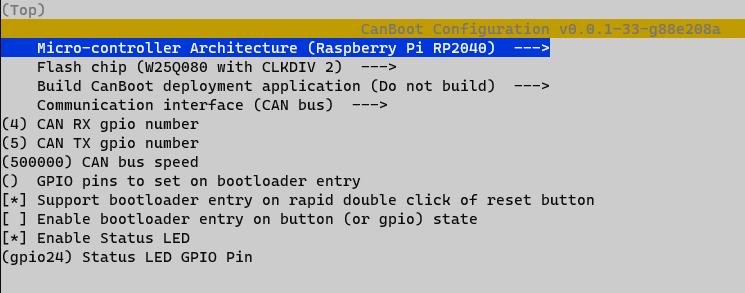 (Top)
CanBoot Configuration v0.0.1-33-g88e208a
Micro-controller Architecture (Raspberry Pi RP2040)  --->
Flash chip (W25Q080 with CLKDIV 2)  --->
Build CanBoot deployment application (Do not build)  --->
Communication interface (CAN bus)  --->
(4) CAN RX gpio number
(5) CAN TX gpio number
(500000) CAN bus speed
()  GPIO pins to set on bootloader entry
[*] Support bootloader entry on rapid double click of reset button
[ ] Enable bootloader entry on button (or gpio) state
[*] Enable Status LED
(gpio24) Status LED GPIO Pin